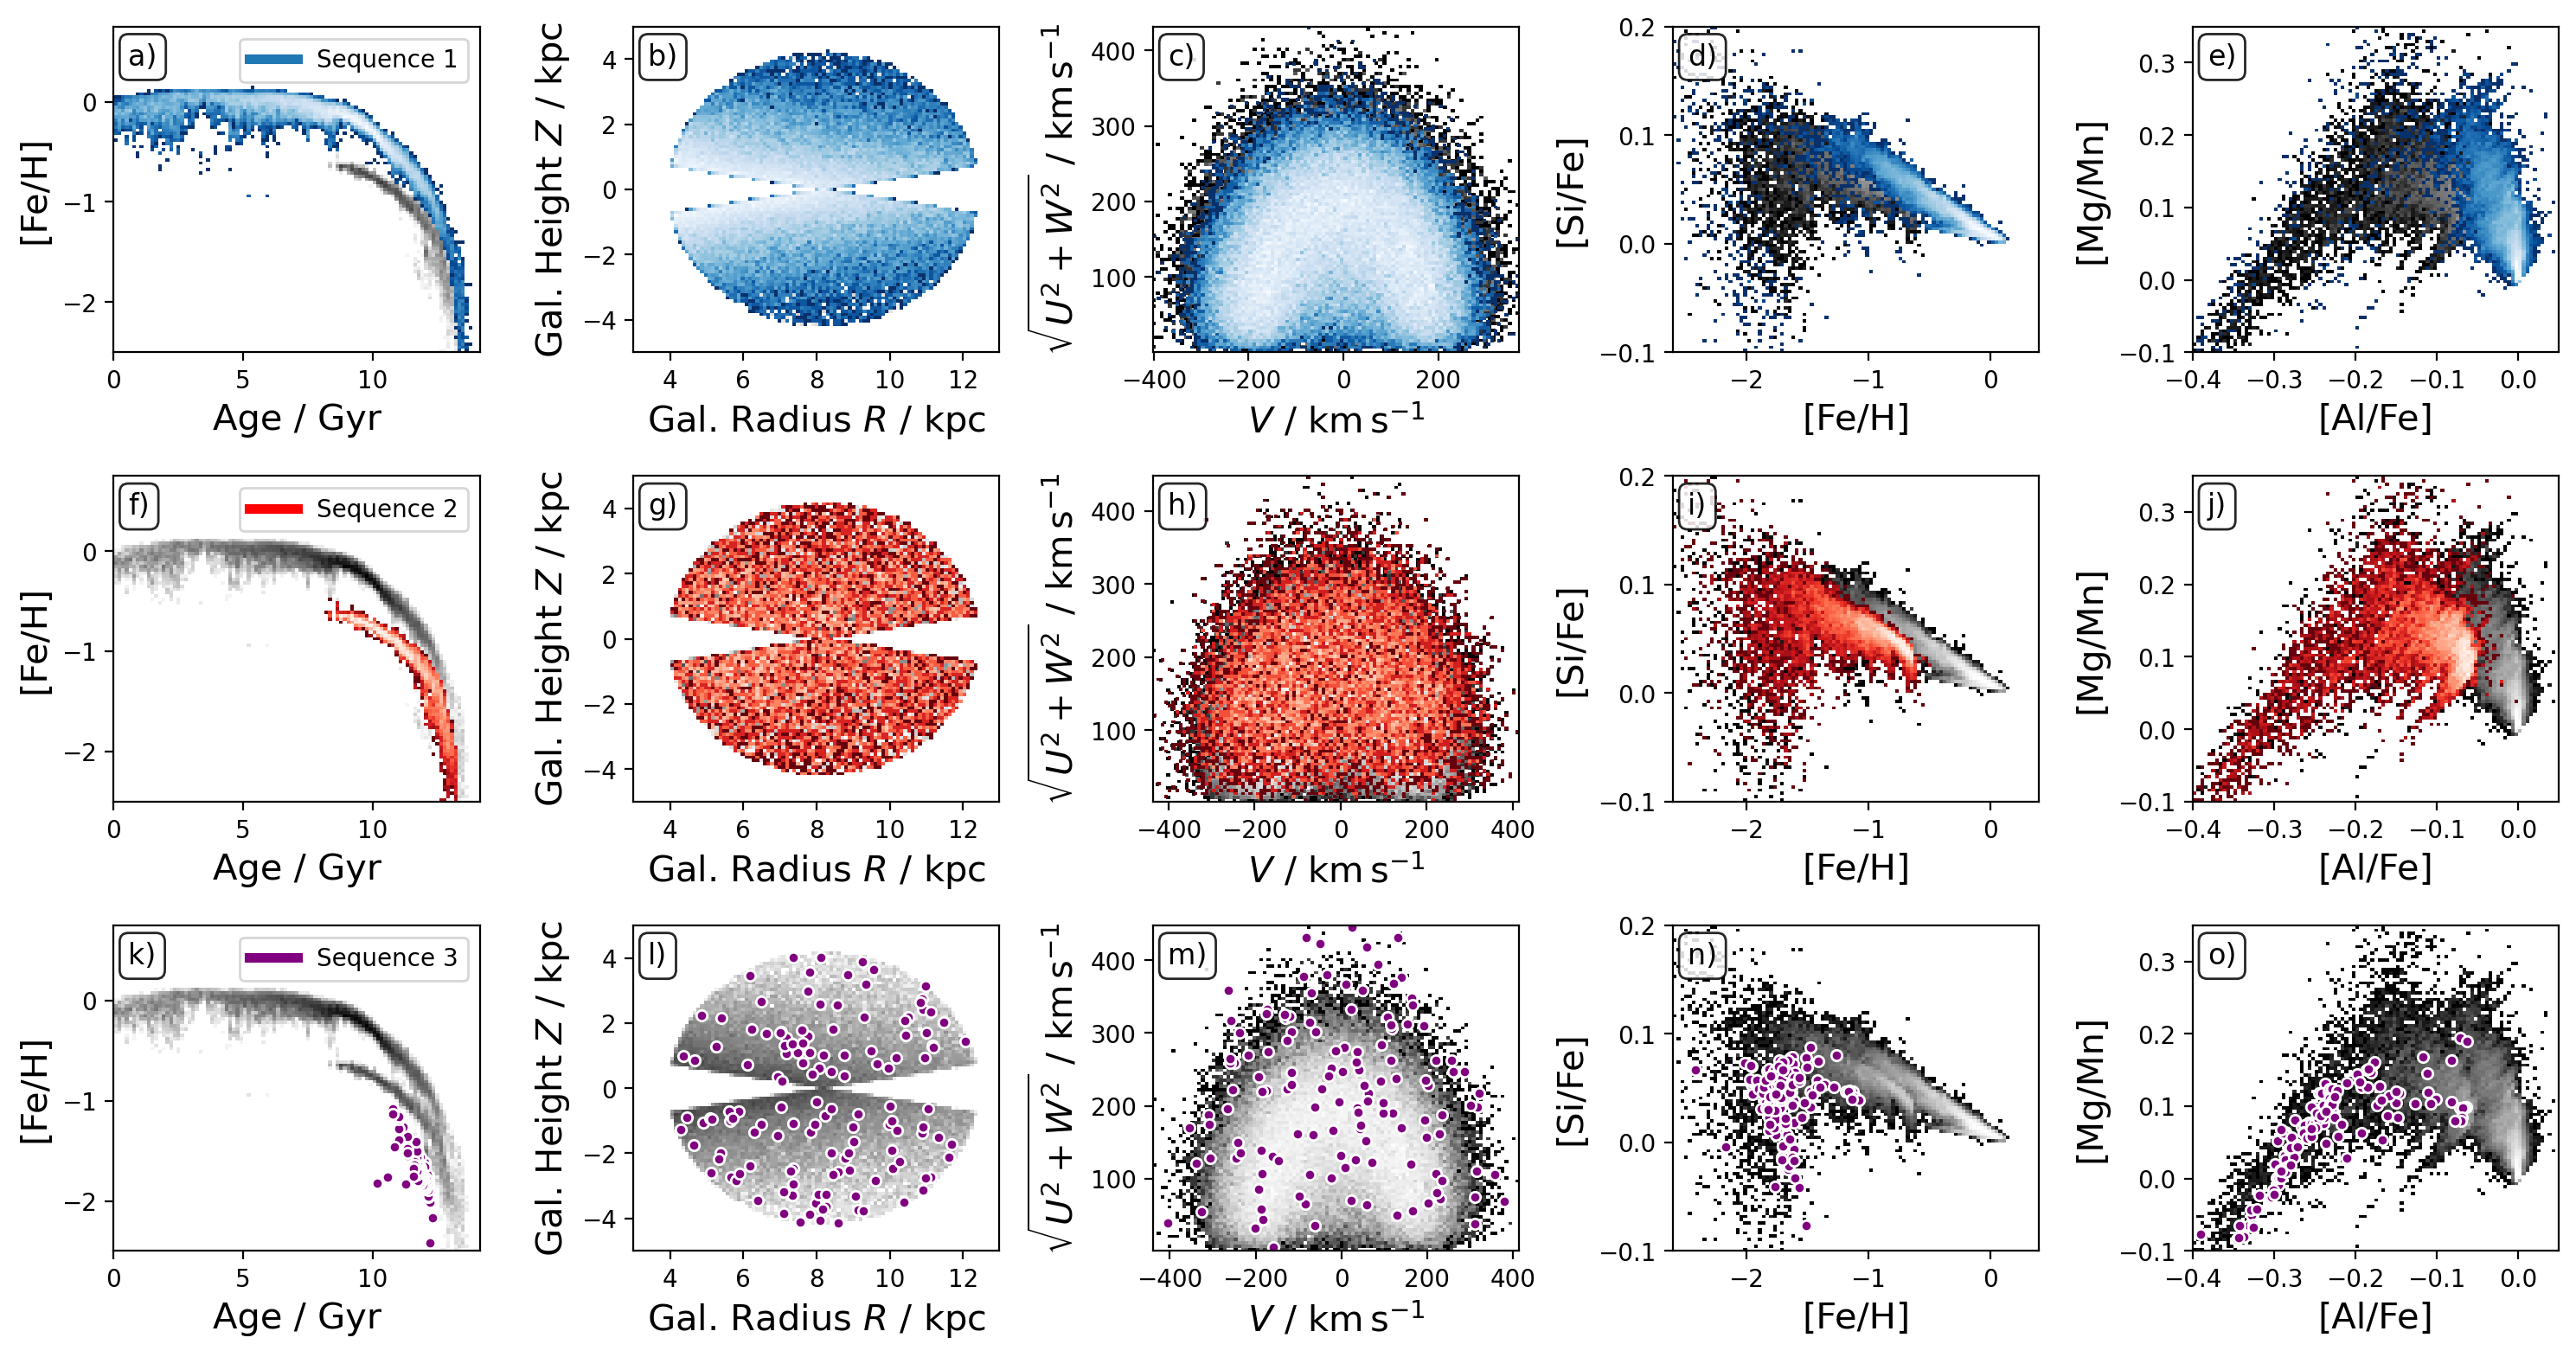 a) Sequence 1
[Fe/H]
0
−1
−2
0 5 10
Age / Gyr
b)
Gal. Height Z / kpc
4
2
0
−2
−4
4 6 8 10 12
Gal. Radius R / kpc
c)
√U² + W² / km s⁻¹
400
300
200
100
−400 −200 0 200
V / km s⁻¹
d)
[Si/Fe]
0.2
0.1
0.0
−0.1
−2 −1 0
[Fe/H]
e)
[Mg/Mn]
0.3
0.2
0.1
0.0
−0.1
−0.4 −0.3 −0.2 −0.1 0.0
[Al/Fe]
f) Sequence 2
[Fe/H]
0
−1
−2
0 5 10
Age / Gyr
g)
Gal. Height Z / kpc
4
2
0
−2
−4
4 6 8 10 12
Gal. Radius R / kpc
h)
√U² + W² / km s⁻¹
400
300
200
100
−400 −200 0 200 400
V / km s⁻¹
i)
[Si/Fe]
0.2
0.1
0.0
−0.1
−2 −1 0
[Fe/H]
j)
[Mg/Mn]
0.3
0.2
0.1
0.0
−0.1
−0.4 −0.3 −0.2 −0.1 0.0
[Al/Fe]
k) Sequence 3
[Fe/H]
0
−1
−2
0 5 10
Age / Gyr
l)
Gal. Height Z / kpc
4
2
0
−2
−4
4 6 8 10 12
Gal. Radius R / kpc
m)
√U² + W² / km s⁻¹
400
300
200
100
−400 −200 0 200 400
V / km s⁻¹
n)
[Si/Fe]
0.2
0.1
0.0
−0.1
−2 −1 0
[Fe/H]
o)
[Mg/Mn]
0.3
0.2
0.1
0.0
−0.1
−0.4 −0.3 −0.2 −0.1 0.0
[Al/Fe]